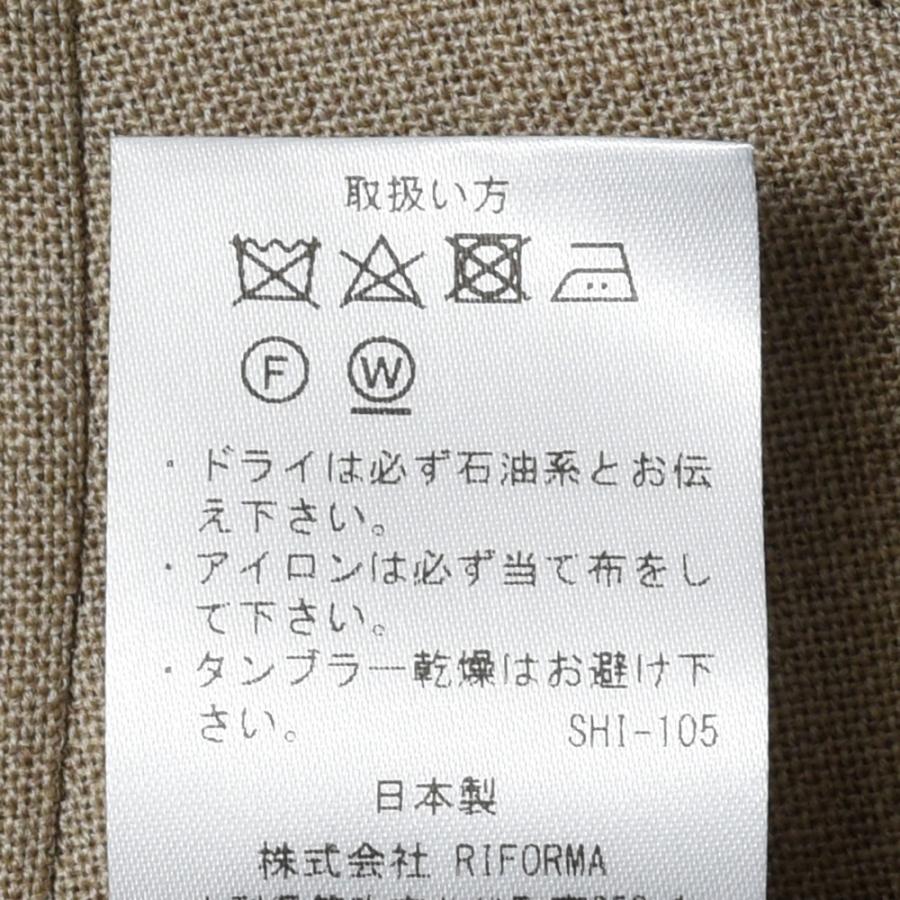 取扱い方
F W
・ドライは必ず石油系とお伝
え下さい。
・アイロンは必ず当て布をし
て下さい。
・タンブラー乾燥はお避け下
さい。 SHI-105
日本製
株式会社 RIFORMA